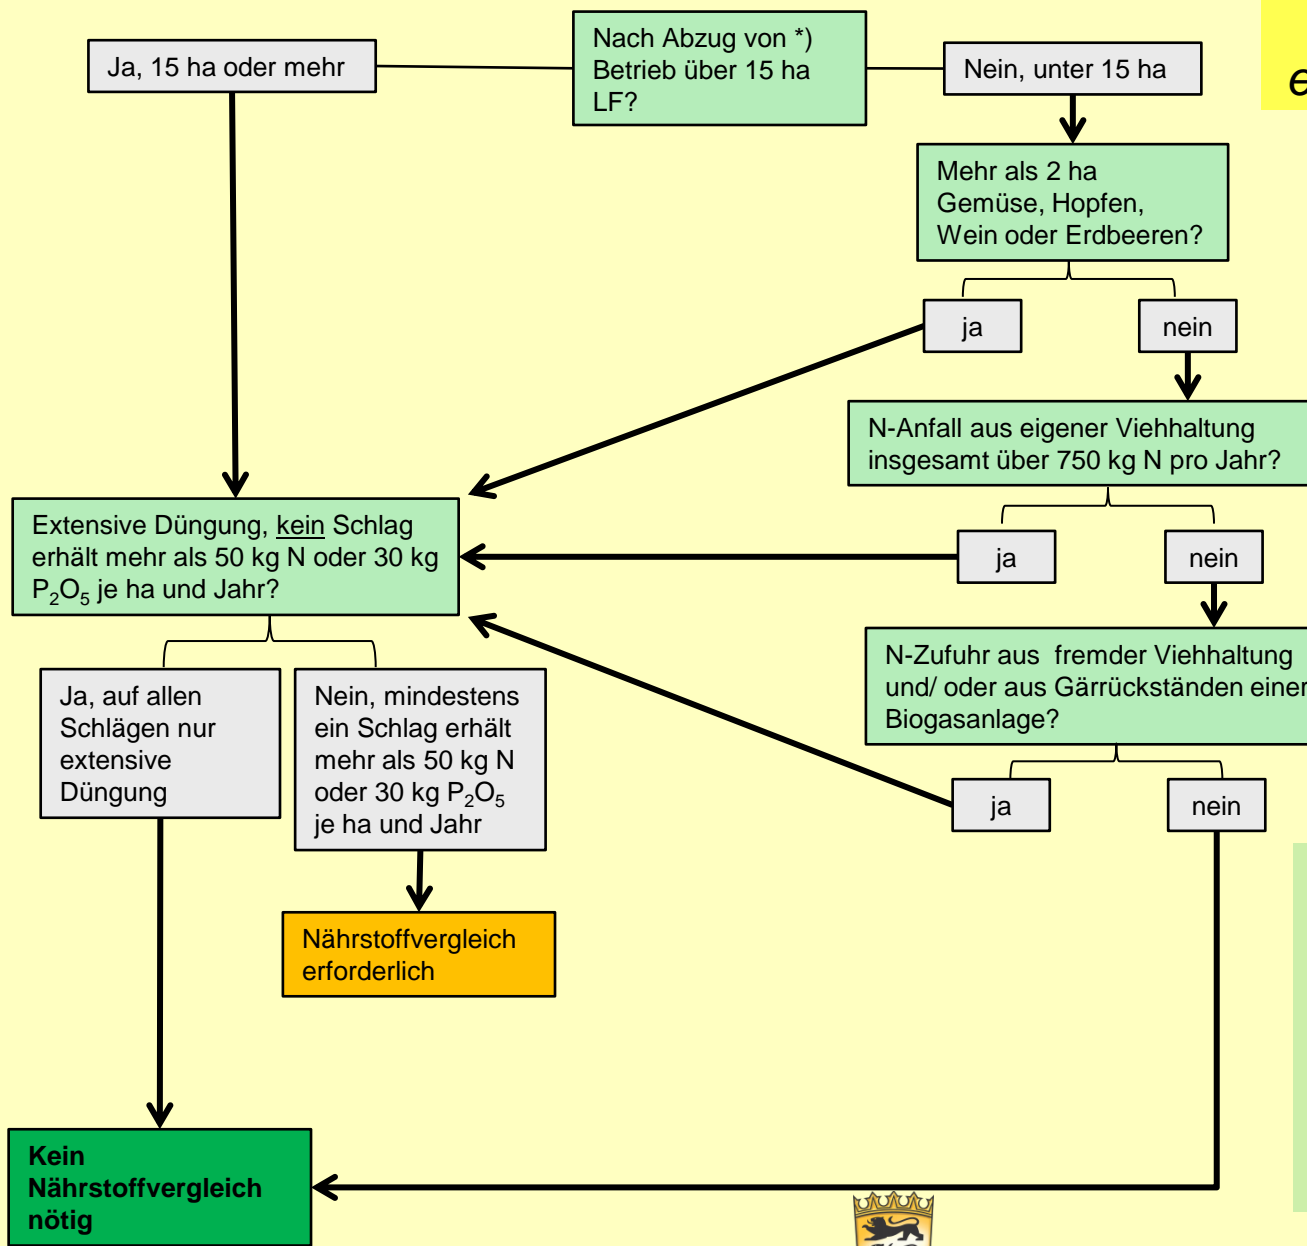 Nach Abzug von *)
Betrieb über 15 ha
LF?
Ja, 15 ha oder mehr
Nein, unter 15 ha
e
Mehr als 2 ha
Gemüse, Hopfen,
Wein oder Erdbeeren?
ja
nein
N-Anfall aus eigener Viehhaltung
insgesamt über 750 kg N pro Jahr?
ja
nein
Extensive Düngung, kein Schlag
erhält mehr als 50 kg N oder 30 kg
P₂O₅ je ha und Jahr?
N-Zufuhr aus fremder Viehhaltung
und/ oder aus Gärrückständen einer
Biogasanlage?
ja
nein
Ja, auf allen
Schlägen nur
extensive
Düngung
Nein, mindestens
ein Schlag erhält
mehr als 50 kg N
oder 30 kg P₂O₅
je ha und Jahr
Nährstoffvergleich
erforderlich
Kein
Nährstoffvergleich
nötig